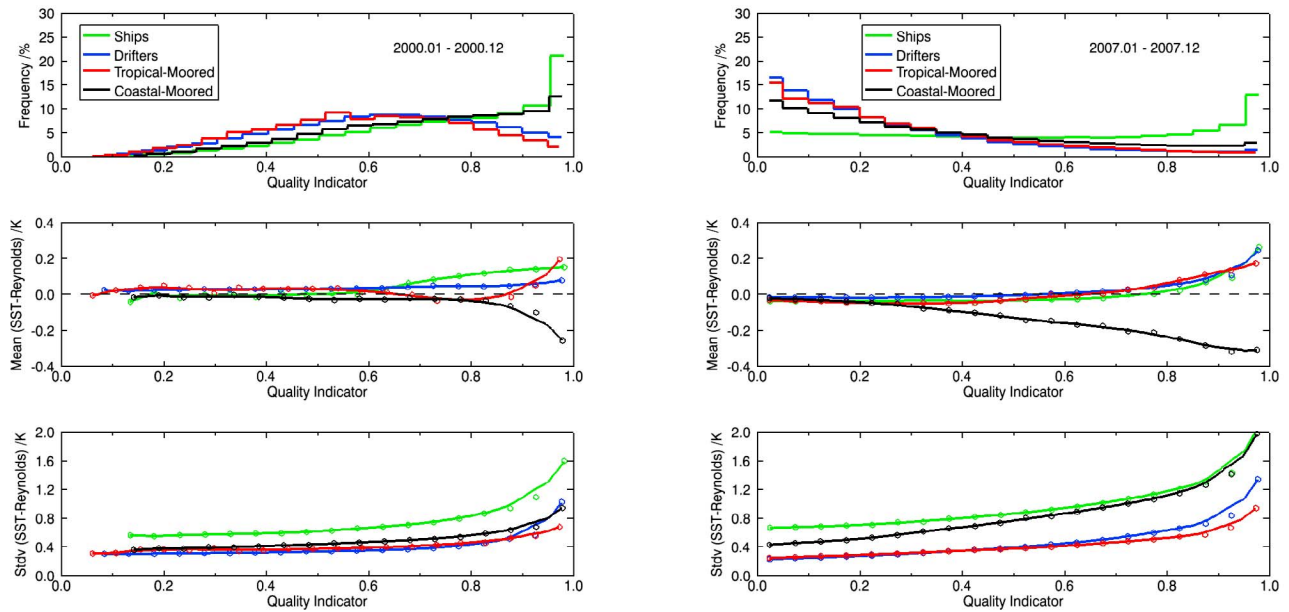 30
25
20
15
10
5
0
Frequency /%
Ships
Drifters
Tropical-Moored
Coastal-Moored
2000.01 - 2000.12
0.0 0.2 0.4 0.6 0.8 1.0
Quality Indicator
30
25
20
15
10
5
0
Frequency /%
Ships
Drifters
Tropical-Moored
Coastal-Moored
2007.01 - 2007.12
0.0 0.2 0.4 0.6 0.8 1.0
Quality Indicator
0.4
0.2
0.0
-0.2
-0.4
Mean (SST-Reynolds) /K
0.0 0.2 0.4 0.6 0.8 1.0
Quality Indicator
0.4
0.2
0.0
-0.2
-0.4
Mean (SST-Reynolds) /K
0.0 0.2 0.4 0.6 0.8 1.0
Quality Indicator
2.0
1.6
1.2
0.8
0.4
0.0
Stdv (SST-Reynolds) /K
0.0 0.2 0.4 0.6 0.8 1.0
Quality Indicator
2.0
1.6
1.2
0.8
0.4
0.0
Stdv (SST-Reynolds) /K
0.0 0.2 0.4 0.6 0.8 1.0
Quality Indicator